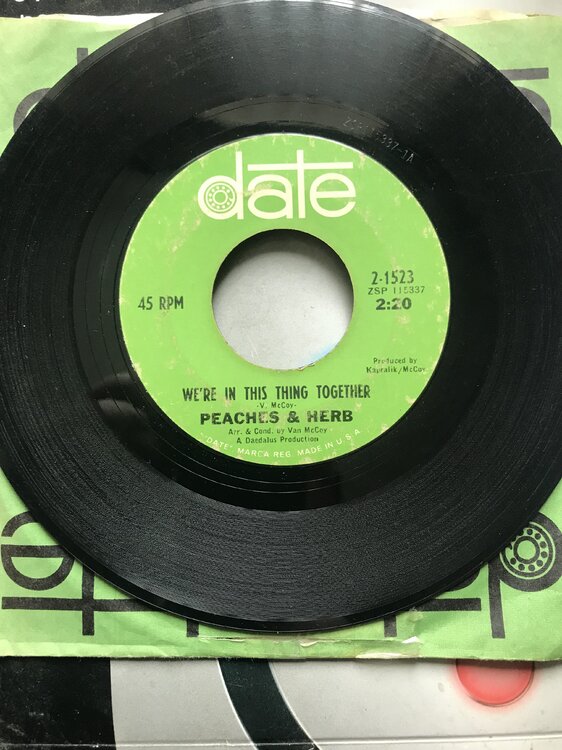 date
45 RPM
2-1523
ZSP 115337
2:20
Produced by
Kapralik/McCoy
WE'RE IN THIS THING TOGETHER
-V. McCoy-
PEACHES & HERB
Arr. & Cond. by Van McCoy
A Daedalus Production
"DATE" MARCA REG. MADE IN U.S.A.